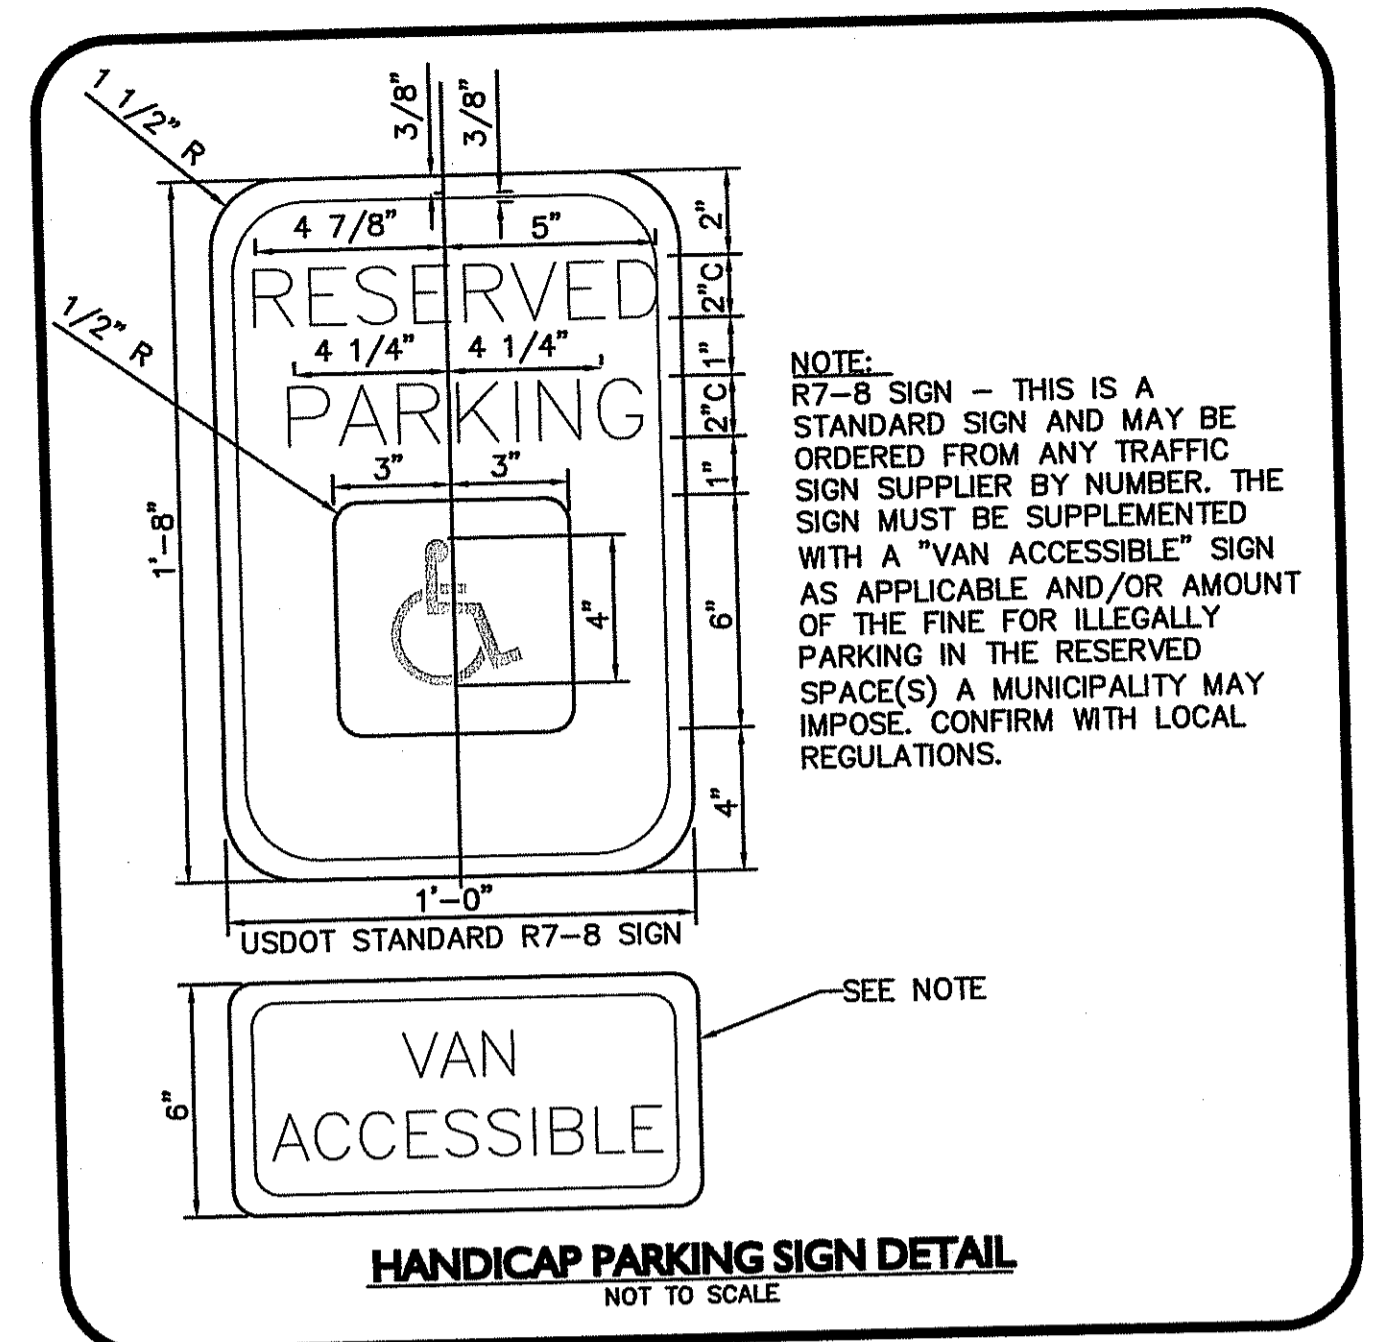 1 1/2" R
3/8"
3/8"
2"
4 7/8"
5"
RESERVED
2"C
1/2" R
4 1/4"
4 1/4"
1"
PARKING
2"C
3"
3"
1"
1'-8"
4"
6"
4"
1'-0"
USDOT STANDARD R7-8 SIGN
NOTE:
R7-8 SIGN - THIS IS A
STANDARD SIGN AND MAY BE
ORDERED FROM ANY TRAFFIC
SIGN SUPPLIER BY NUMBER. THE
SIGN MUST BE SUPPLEMENTED
WITH A "VAN ACCESSIBLE" SIGN
AS APPLICABLE AND/OR AMOUNT
OF THE FINE FOR ILLEGALLY
PARKING IN THE RESERVED
SPACE(S) A MUNICIPALITY MAY
IMPOSE. CONFIRM WITH LOCAL
REGULATIONS.
SEE NOTE
6"
VAN
ACCESSIBLE
HANDICAP PARKING SIGN DETAIL
NOT TO SCALE